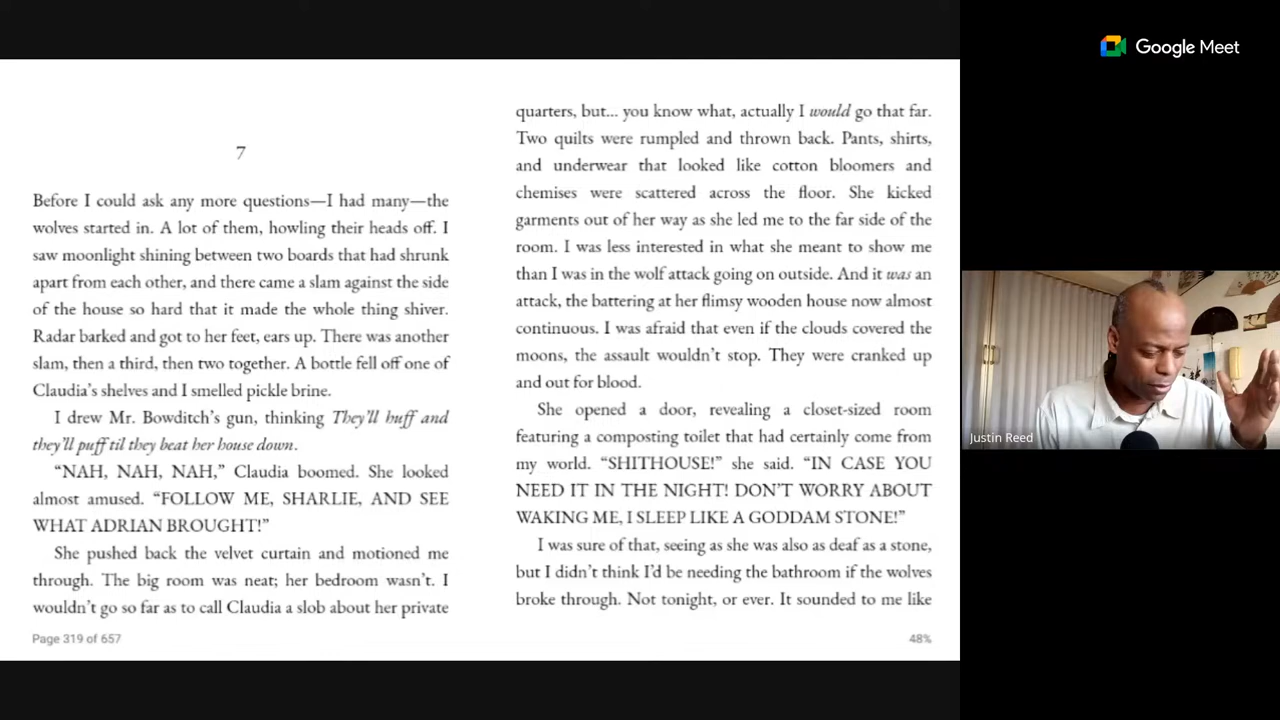 7
Before I could ask any more questions—I had many—the
wolves started in. A lot of them, howling their heads off. I
saw moonlight shining between two boards that had shrunk
apart from each other, and there came a slam against the side
of the house so hard that it made the whole thing shiver.
Radar barked and got to her feet, ears up. There was another
slam, then a third, then two together. A bottle fell off one of
Claudia’s shelves and I smelled pickle brine.
I drew Mr. Bowditch’s gun, thinking They’ll huff and
they’ll puff til they beat her house down.
“NAH, NAH, NAH,” Claudia boomed. She looked
almost amused. “FOLLOW ME, SHARLIE, AND SEE
WHAT ADRIAN BROUGHT!”
She pushed back the velvet curtain and motioned me
through. The big room was neat; her bedroom wasn’t. I
wouldn’t go so far as to call Claudia a slob about her private
quarters, but... you know what, actually I would go that far.
Two quilts were rumpled and thrown back. Pants, shirts,
and underwear that looked like cotton bloomers and
chemises were scattered across the floor. She kicked
garments out of her way as she led me to the far side of the
room. I was less interested in what she meant to show me
than I was in the wolf attack going on outside. And it was an
attack, the battering at her flimsy wooden house now almost
continuous. I was afraid that even if the clouds covered the
moons, the assault wouldn’t stop. They were cranked up
and out for blood.
She opened a door, revealing a closet-sized room
featuring a composting toilet that had certainly come from
my world. “SHITHOUSE!” she said. “IN CASE YOU
NEED IT IN THE NIGHT! DON’T WORRY ABOUT
WAKING ME, I SLEEP LIKE A GODDAM STONE!”
I was sure of that, seeing as she was also as deaf as a stone,
but I didn’t think I’d be needing the bathroom if the wolves
broke through. Not tonight, or ever. It sounded to me like
Page 319 of 657
48%
Google Meet
Justin Reed